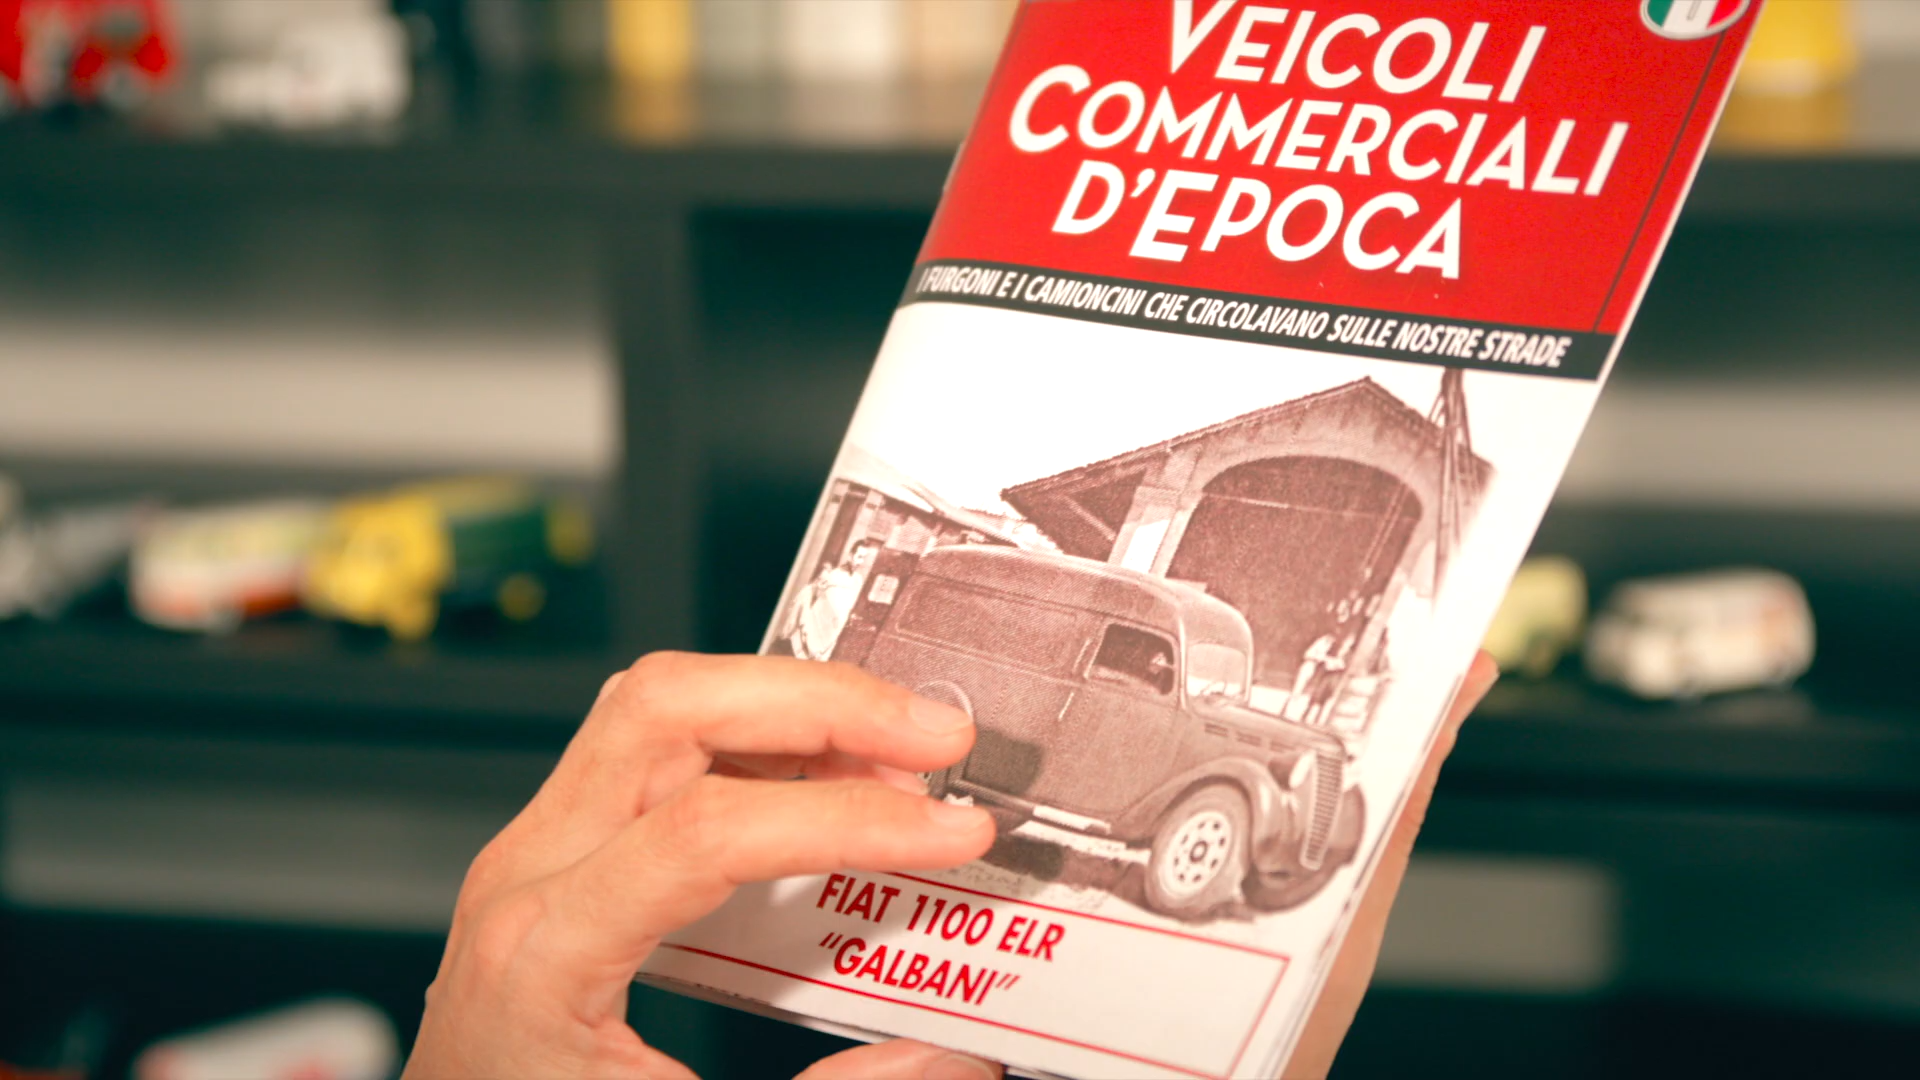 VEICOLI
COMMERCIALI
D'EPOCA
I FURGONI E I CAMIONCINI CHE CIRCOLAVANO SULLE NOSTRE STRADE
FIAT 1100 ELR
"GALBANI"